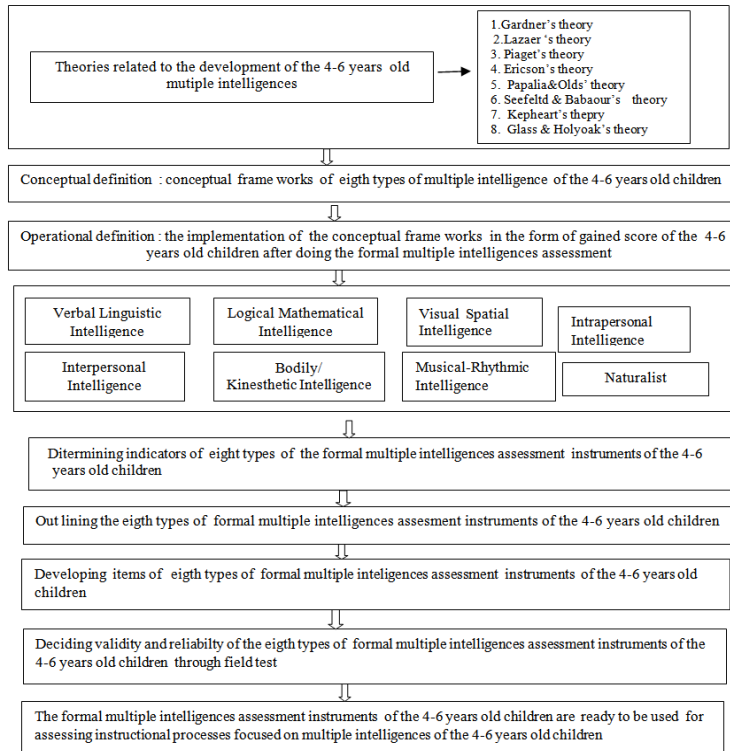 Theories related to the development of the 4-6 years old
mutiple intelligences
1.Gardner's theory
2.Lazaer 's theory
3. Piaget's theory
4. Ericson's theory
5. Papalia&Olds' theory
6. Seefeltd & Babaour's theory
7. Kepheart's thepry
8. Glass & Holyoak's theory
Conceptual definition : conceptual frame works of eigth types of multiple intelligence of the 4-6 years old children
Operational definition : the implementation of the conceptual frame works in the form of gained score of the 4-6
years old children after doing the formal multiple intelligences assessment
Verbal Linguistic
Intelligence
Logical Mathematical
Intelligence
Visual Spatial
Intelligence
Intrapersonal
Intelligence
Interpersonal
Intelligence
Bodily/
Kinesthetic Intelligence
Musical-Rhythmic
Intelligence
Naturalist
Ditermining indicators of eight types of the formal multiple intelligences assessment instruments of the 4-6
years old children
Out lining the eigth types of formal multiple intelligences assesment instruments of the 4-6 years old children
Developing items of eigth types of formal multiple inteligences assessment instruments of the 4-6 years old
children
Deciding validity and reliabilty of the eigth types of formal multiple intelligences assessment instruments of the
4-6 years old children through field test
The formal multiple intelligences assessment instruments of the 4-6 years old children are ready to be used for
assessing instructional processes focused on multiple intelligences of the 4-6 years old children